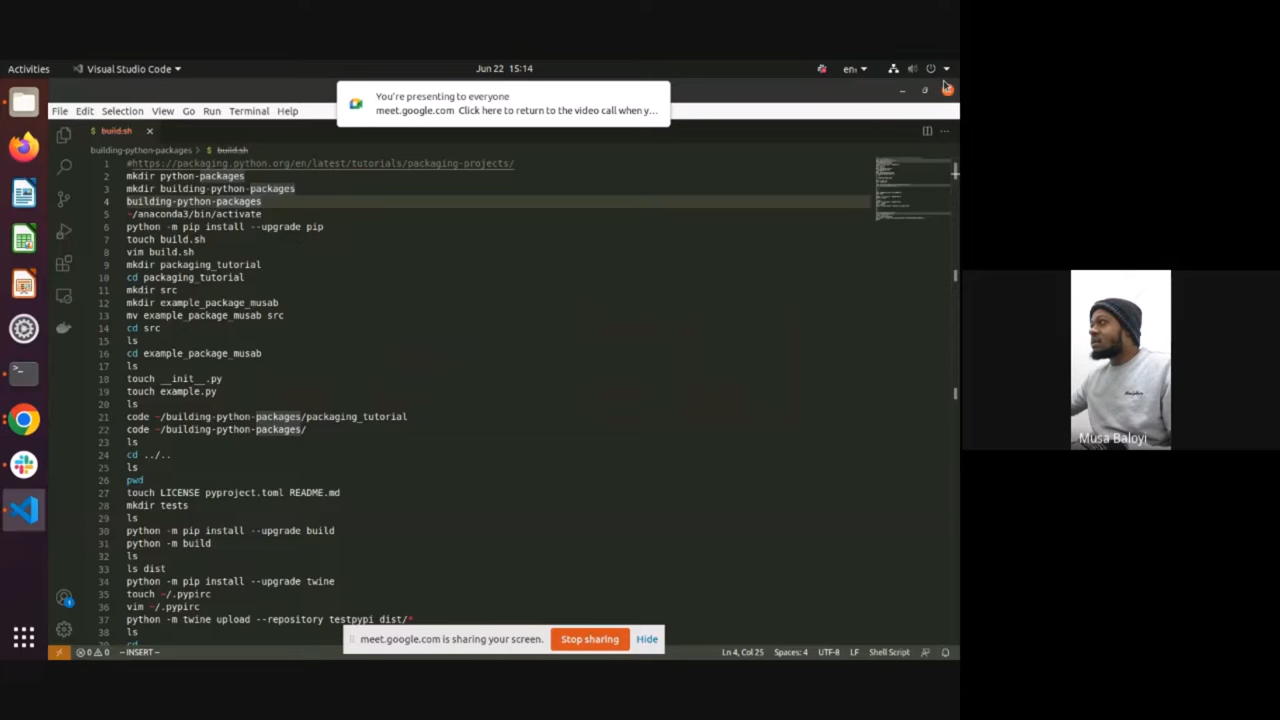 Activities
Visual Studio Code
Jun 22 15:14
en₁
You're presenting to everyone
meet.google.com Click here to return to the video call when y…
File Edit Selection View Go Run Terminal Help
$ build.sh
building-python-packages > $ build.sh
1 #https://packaging.python.org/en/latest/tutorials/packaging-projects/
2 mkdir python-packages
3 mkdir building-python-packages
4 building-python-packages
5 ~/anaconda3/bin/activate
6 python -m pip install --upgrade pip
7 touch build.sh
8 vim build.sh
9 mkdir packaging_tutorial
10 cd packaging_tutorial
11 mkdir src
12 mkdir example_package_musab
13 mv example_package_musab src
14 cd src
15 ls
16 cd example_package_musab
17 ls
18 touch __init__.py
19 touch example.py
20 ls
21 code ~/building-python-packages/packaging_tutorial
22 code ~/building-python-packages/
23 ls
24 cd ../..
25 ls
26 pwd
27 touch LICENSE pyproject.toml README.md
28 mkdir tests
29 ls
30 python -m pip install --upgrade build
31 python -m build
32 ls
33 ls dist
34 python -m pip install --upgrade twine
35 touch ~/.pypirc
36 vim ~/.pypirc
37 python -m twine upload --repository testpypi dist/*
38 ls
cd
meet.google.com is sharing your screen. Stop sharing Hide
0 0 -- INSERT --
Ln 4, Col 25 Spaces: 4 UTF-8 LF Shell Script
Musa Baloyi